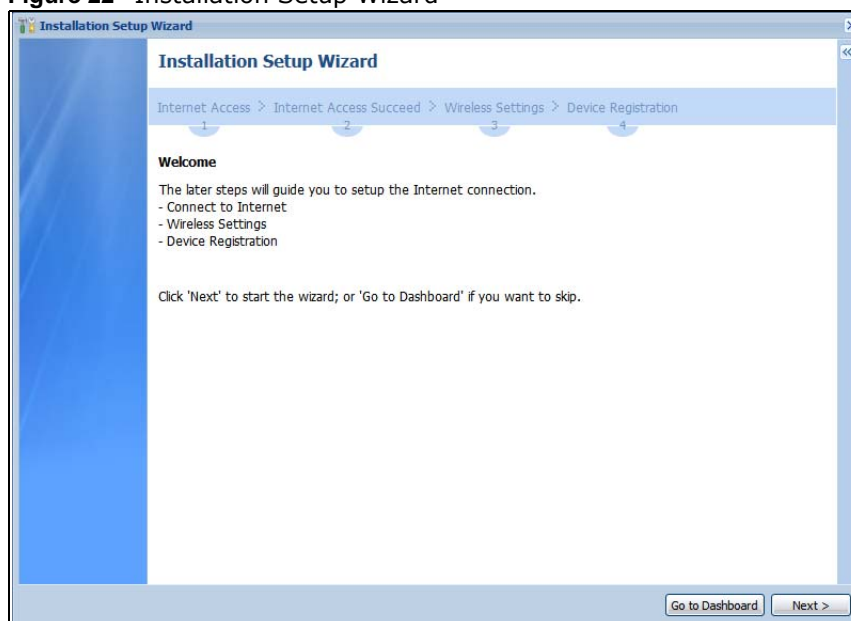 Figure 22 Installation Setup Wizard
Installation Setup Wizard
Installation Setup Wizard
Internet Access > Internet Access Succeed > Wireless Settings > Device Registration
1 2 3 4
Welcome
The later steps will guide you to setup the Internet connection.
- Connect to Internet
- Wireless Settings
- Device Registration
Click 'Next' to start the wizard; or 'Go to Dashboard' if you want to skip.
Go to Dashboard Next >